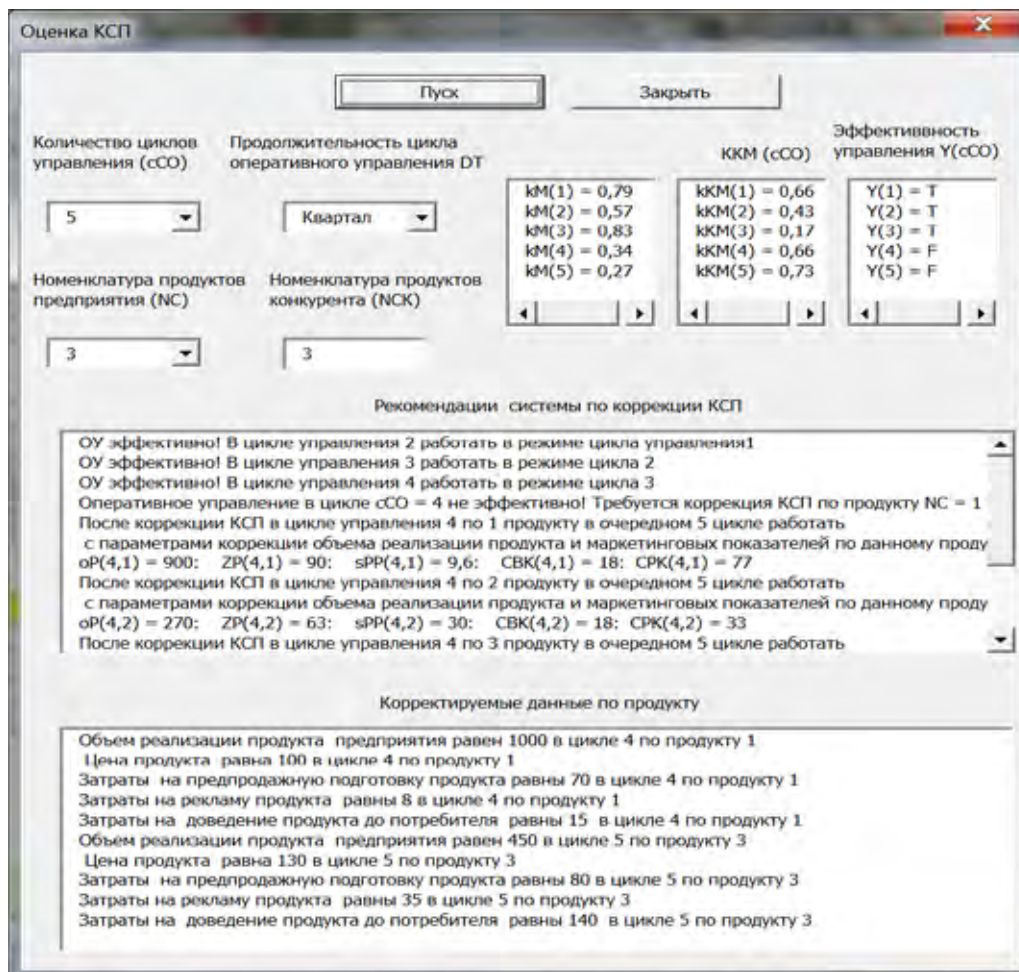 Оценка КСП
Пуск
Закрыть
Количество циклов
управления (cCO)
Продолжительность цикла
оперативного управления DT
ККМ (cCO)
Эффективвность
управления Y(cCO)
5
Квартал
kM(1) = 0,79
kM(2) = 0,57
kM(3) = 0,83
kM(4) = 0,34
kM(5) = 0,27
kKM(1) = 0,66
kKM(2) = 0,43
kKM(3) = 0,17
kKM(4) = 0,66
kKM(5) = 0,73
Y(1) = T
Y(2) = T
Y(3) = T
Y(4) = F
Y(5) = F
Номенклатура продуктов
предприятия (NC)
Номенклатура продуктов
конкурента (NCK)
3
3
Рекомендации системы по коррекции КСП
ОУ эффективно! В цикле управления 2 работать в режиме цикла управления1
ОУ эффективно! В цикле управления 3 работать в режиме цикла 2
ОУ эффективно! В цикле управления 4 работать в режиме цикла 3
Оперативное управление в цикле cCO = 4 не эффективно! Требуется коррекция КСП по продукту NC = 1
После коррекции КСП в цикле управления 4 по 1 продукту в очередном 5 цикле работать
с параметрами коррекции объема реализации продукта и маркетинговых показателей по данному проду
oP(4,1) = 900: ZP(4,1) = 90: sPP(4,1) = 9,6: CBK(4,1) = 18: CPK(4,1) = 77
После коррекции КСП в цикле управления 4 по 2 продукту в очередном 5 цикле работать
с параметрами коррекции объема реализации продукта и маркетинговых показателей по данному проду
oP(4,2) = 270: ZP(4,2) = 63: sPP(4,2) = 30: CBK(4,2) = 18: CPK(4,2) = 33
После коррекции КСП в цикле управления 4 по 3 продукту в очередном 5 цикле работать
Корректируемые данные по продукту
Объем реализации продукта предприятия равен 1000 в цикле 4 по продукту 1
Цена продукта равна 100 в цикле 4 по продукту 1
Затраты на предпродажную подготовку продукта равны 70 в цикле 4 по продукту 1
Затраты на рекламу продукта равны 8 в цикле 4 по продукту 1
Затраты на доведение продукта до потребителя равны 15 в цикле 4 по продукту 1
Объем реализации продукта предприятия равен 450 в цикле 5 по продукту 3
Цена продукта равна 130 в цикле 5 по продукту 3
Затраты на предпродажную подготовку продукта равны 80 в цикле 5 по продукту 3
Затраты на рекламу продукта равны 35 в цикле 5 по продукту 3
Затраты на доведение продукта до потребителя равны 140 в цикле 5 по продукту 3